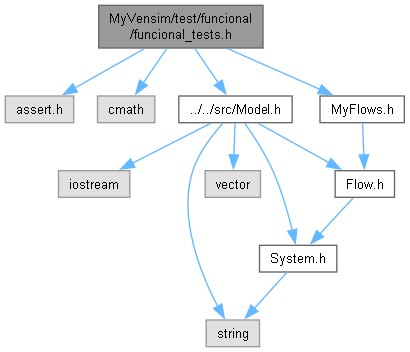 MyVensim/test/funcional
/funcional_tests.h
assert.h
cmath
../../src/Model.h
MyFlows.h
iostream
vector
Flow.h
System.h
string